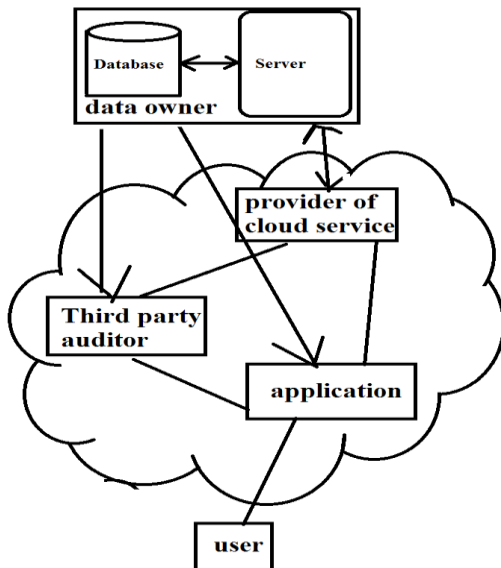 Database
Server
data owner
provider of
cloud service
Third party
auditor
application
user